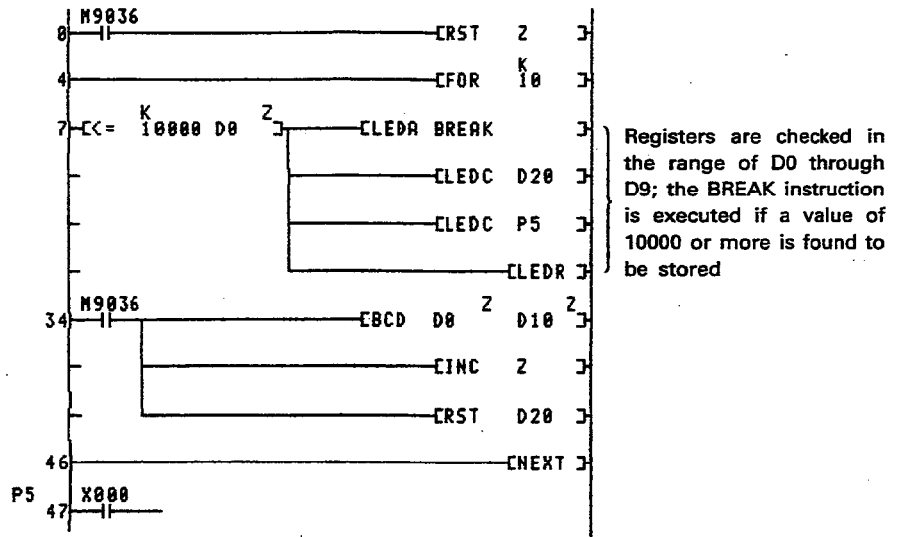 M9036
0 [RST Z ]
K
4 [FOR 10 ]
K Z
7 [<= 10000 D0 ] [LEDA BREAK ]
[LEDC D20 ]
[LEDC P5 ]
[LEDR ]
Registers are checked in
the range of D0 through
D9; the BREAK instruction
is executed if a value of
10000 or more is found to
be stored
M9036 Z Z
34 [BCD D0 D10 ]
[INC Z ]
[RST D20 ]
46 [NEXT ]
P5 X000
47